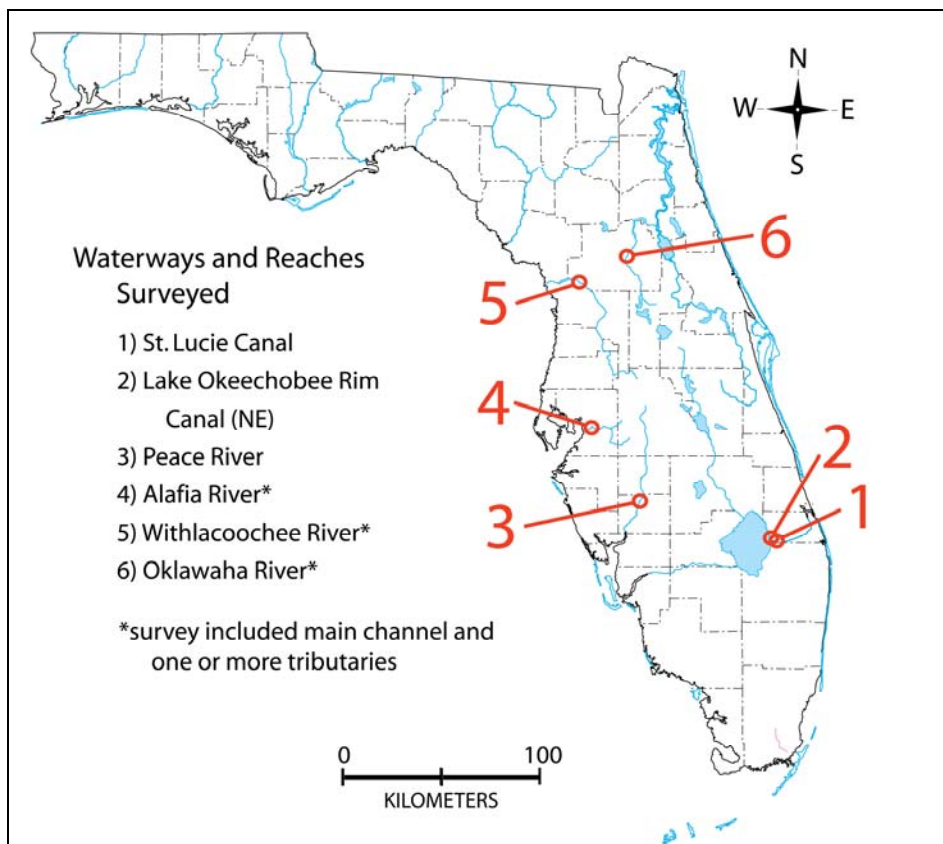 N
W E
S
6
Waterways and Reaches
Surveyed
5
1) St. Lucie Canal
2) Lake Okeechobee Rim
Canal (NE)
3) Peace River
4) Alafia River*
5) Withlacoochee River*
6) Oklawaha River*
4
2
1
3
*survey included main channel and
one or more tributaries
0 100
KILOMETERS